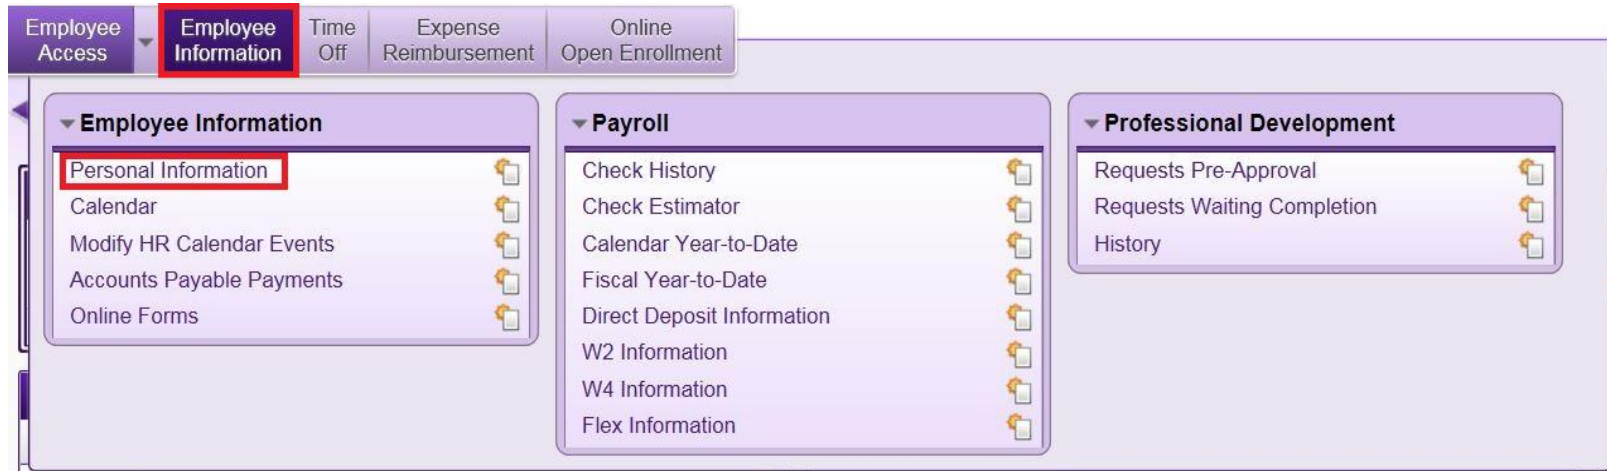 Employee
Access
Employee
Information
Time
Off
Expense
Reimbursement
Online
Open Enrollment
Employee Information
Personal Information
Calendar
Modify HR Calendar Events
Accounts Payable Payments
Online Forms
Payroll
Check History
Check Estimator
Calendar Year-to-Date
Fiscal Year-to-Date
Direct Deposit Information
W2 Information
W4 Information
Flex Information
Professional Development
Requests Pre-Approval
Requests Waiting Completion
History